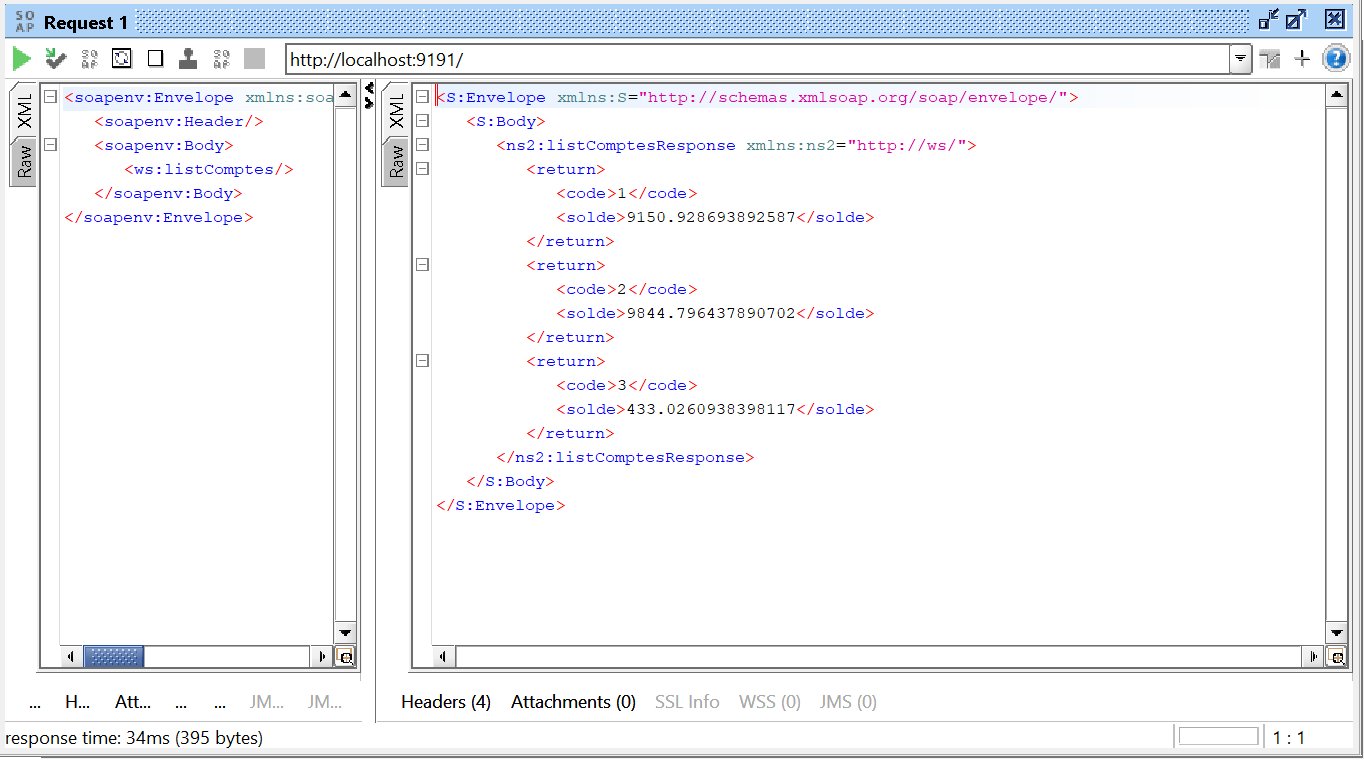 SO AP Request 1
http://localhost:9191/
XML
Raw
<soapenv:Envelope xmlns:soa
<soapenv:Header/>
<soapenv:Body>
<ws:listComptes/>
</soapenv:Body>
</soapenv:Envelope>
... H... Att... ... ... JM... JM...
XML
Raw
<S:Envelope xmlns:S="http://schemas.xmlsoap.org/soap/envelope/">
<S:Body>
<ns2:listComptesResponse xmlns:ns2="http://ws/">
<return>
<code>1</code>
<solde>9150.928693892587</solde>
</return>
<return>
<code>2</code>
<solde>9844.796437890702</solde>
</return>
<return>
<code>3</code>
<solde>433.0260938398117</solde>
</return>
</ns2:listComptesResponse>
</S:Body>
</S:Envelope>
Headers (4) Attachments (0) SSL Info WSS (0) JMS (0)
response time: 34ms (395 bytes)
1 : 1